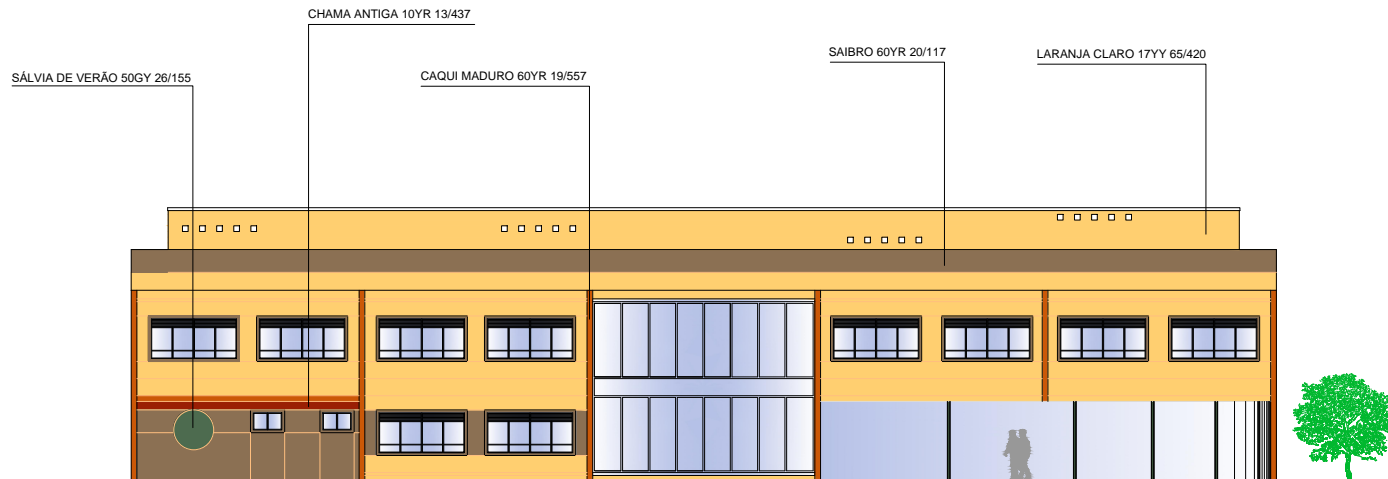 CHAMA ANTIGA 10YR 13/437
SÁLVIA DE VERÃO 50GY 26/155
CAQUI MADURO 60YR 19/557
SAIBRO 60YR 20/117
LARANJA CLARO 17YY 65/420